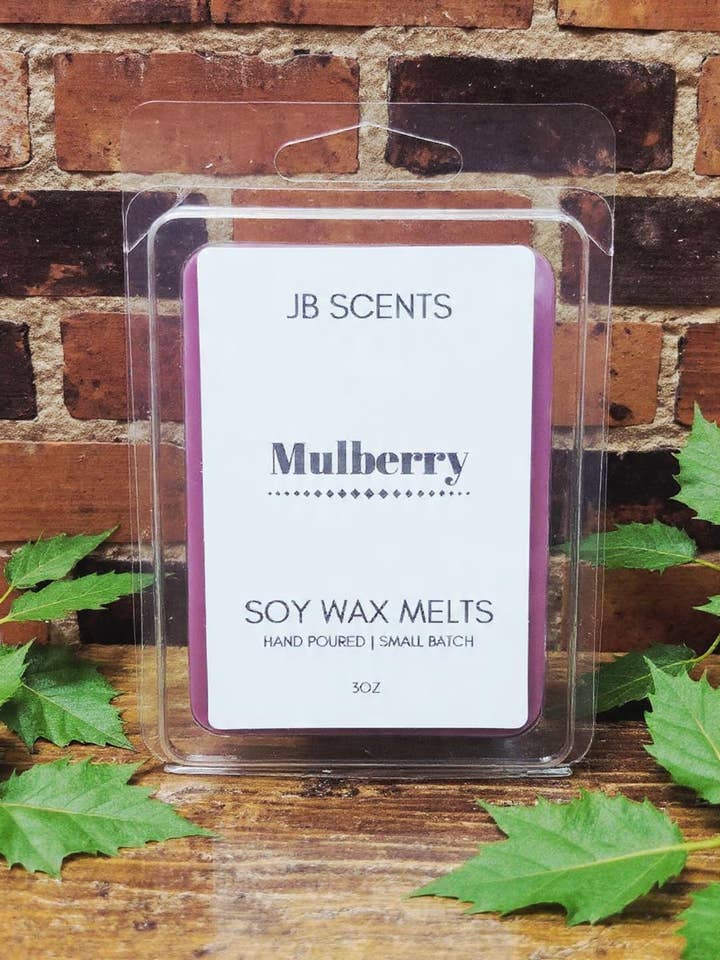 JB SCENTS
Mulberry
SOY WAX MELTS
HAND POURED | SMALL BATCH
3OZ